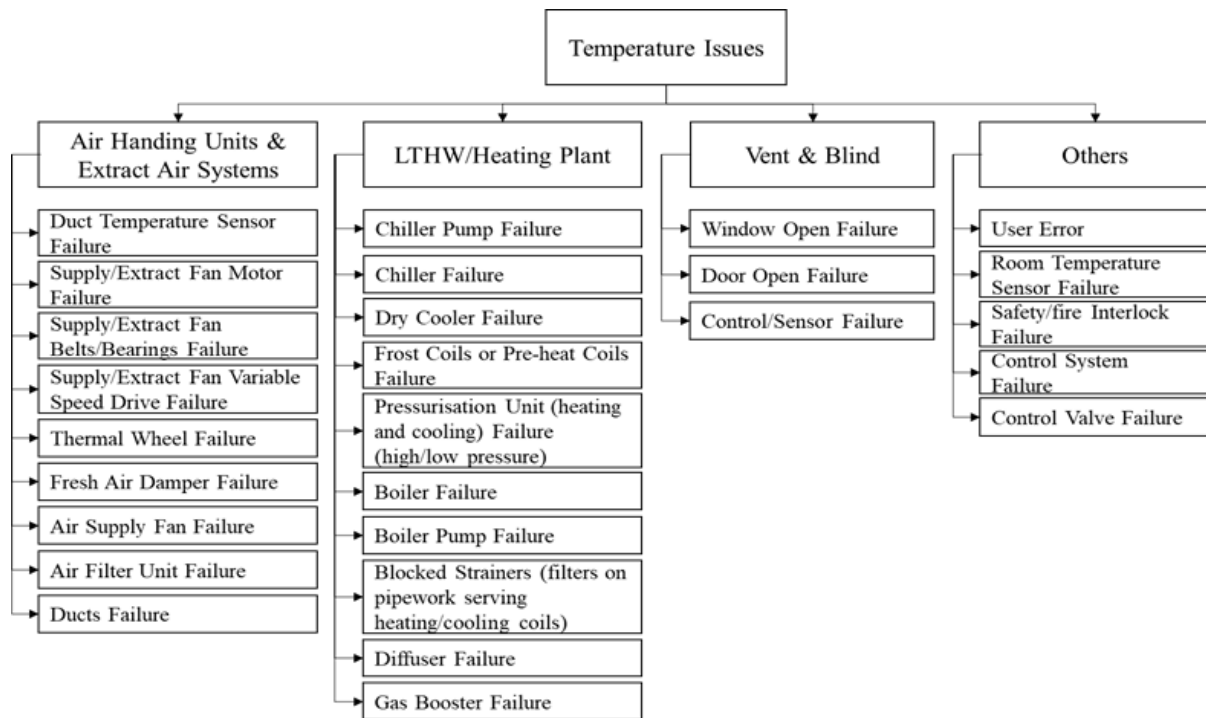 Temperature Issues
Air Handing Units &
Extract Air Systems
Duct Temperature Sensor
Failure
Supply/Extract Fan Motor
Failure
Supply/Extract Fan
Belts/Bearings Failure
Supply/Extract Fan Variable
Speed Drive Failure
Thermal Wheel Failure
Fresh Air Damper Failure
Air Supply Fan Failure
Air Filter Unit Failure
Ducts Failure
LTHW/Heating Plant
Chiller Pump Failure
Chiller Failure
Dry Cooler Failure
Frost Coils or Pre-heat Coils
Failure
Pressurisation Unit (heating
and cooling) Failure
(high/low pressure)
Boiler Failure
Boiler Pump Failure
Blocked Strainers (filters on
pipework serving
heating/cooling coils)
Diffuser Failure
Gas Booster Failure
Vent & Blind
Window Open Failure
Door Open Failure
Control/Sensor Failure
Others
User Error
Room Temperature
Sensor Failure
Safety/fire Interlock
Failure
Control System
Failure
Control Valve Failure